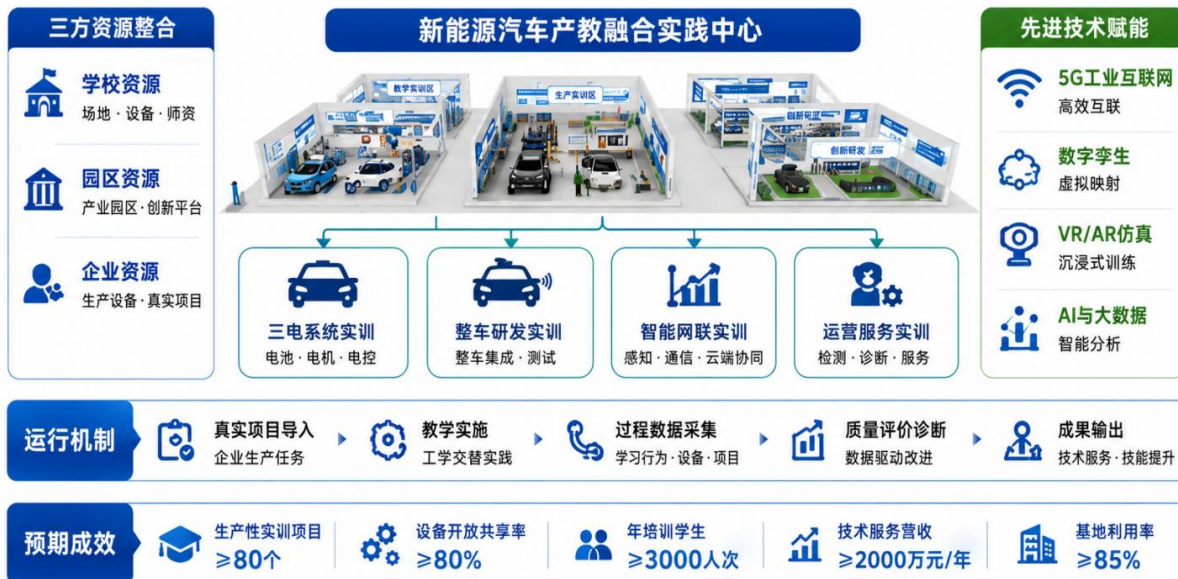 三方资源整合
学校资源
场地·设备·师资
园区资源
产业园区·创新平台
企业资源
生产设备·真实项目
新能源汽车产教融合实践中心
教学实训区
生产实训区
创新研发
三电系统实训
电池·电机·电控
整车研发实训
整车集成·测试
智能网联实训
感知·通信·云端协同
运营服务实训
检测·诊断·服务
先进技术赋能
5G工业互联网
高效互联
数字孪生
虚拟映射
VR/AR仿真
沉浸式训练
AI与大数据
智能分析
运行机制
真实项目导入
企业生产任务
教学实施
工学交替实践
过程数据采集
学习行为·设备·项目
质量评价诊断
数据驱动改进
成果输出
技术服务·技能提升
预期成效
生产性实训项目
≥80个
设备开放共享率
≥80%
年培训学生
≥3000人次
技术服务营收
≥2000万元/年
基地利用率
≥85%